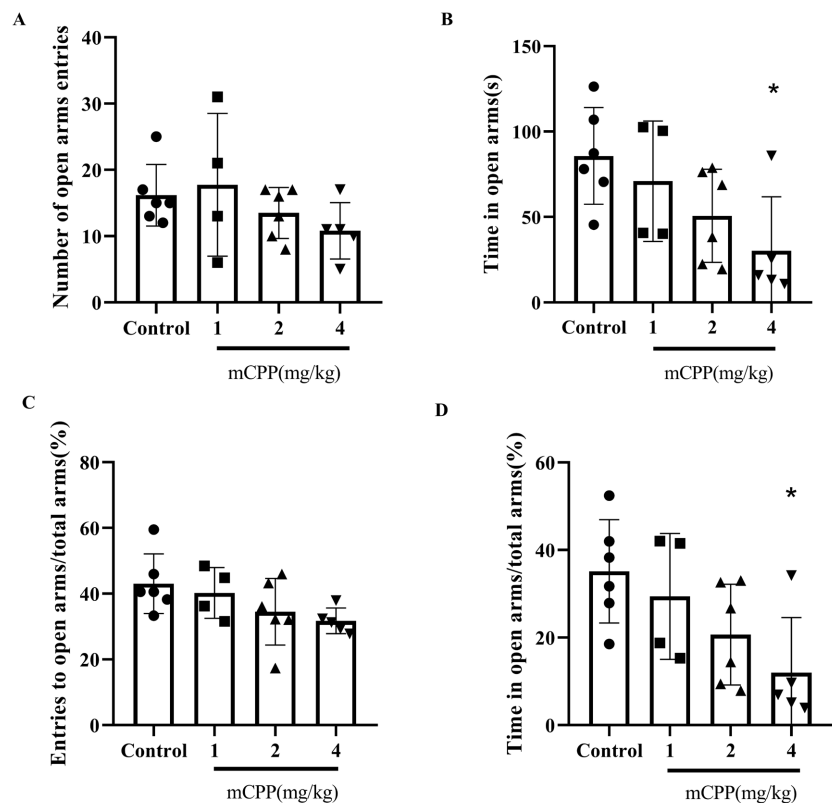 A
Number of open arms entries
40
30
20
10
0
Control 1 2 4
mCPP(mg/kg)
B
Time in open arms(s)
150
100
50
0
Control 1 2 4
*
mCPP(mg/kg)
C
Entries to open arms/total arms(%)
80
60
40
20
0
Control 1 2 4
mCPP(mg/kg)
D
Time in open arms/total arms(%)
60
40
20
0
Control 1 2 4
*
mCPP(mg/kg)